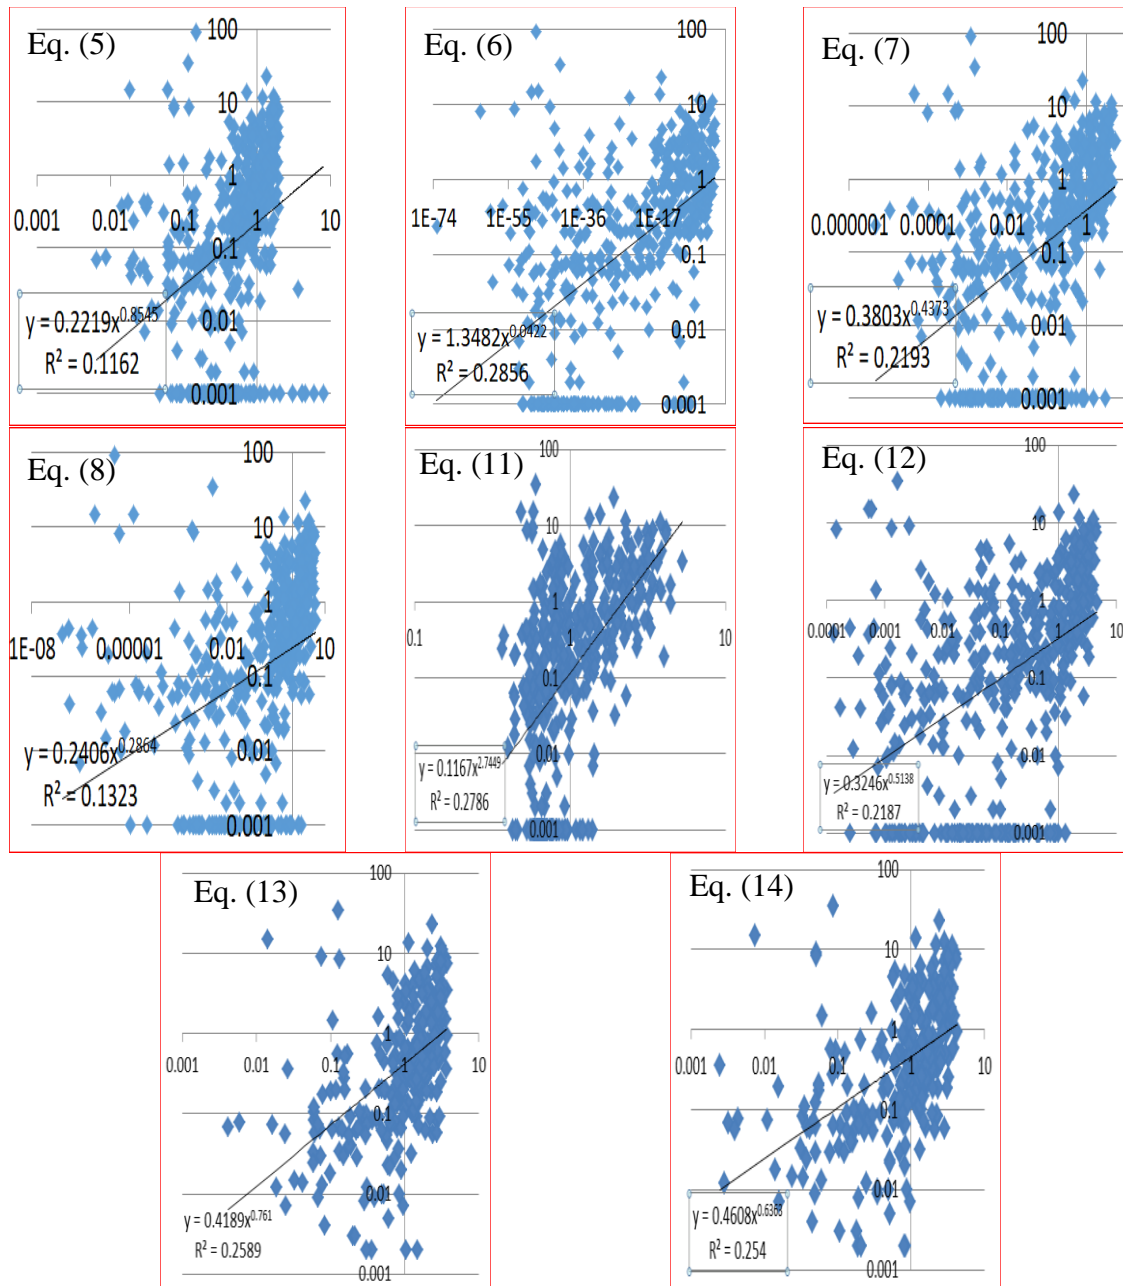 Eq. (5)
100
10
1
0.001 0.01 0.1 1 10
0.1
0.01
y = 0.2219x^0.8545
R² = 0.1162
0.001
Eq. (6)
100
10
1
1E-74 1E-55 1E-36 1E-17
0.1
0.01
y = 1.3482x^0.0422
R² = 0.2856
0.001
Eq. (7)
100
10
1
0.000001 0.0001 0.01 1
0.1
0.01
y = 0.3803x^0.4373
R² = 0.2193
0.001
Eq. (8)
100
10
1
1E-08 0.00001 0.01 10
0.1
0.01
y = 0.2406x^0.2864
R² = 0.1323
0.001
Eq. (11)
100
10
1
0.1 1 10
0.1
0.01
y = 0.1167x^2.7449
R² = 0.2786
0.001
Eq. (12)
100
10
1
0.0001 0.001 0.01 0.1 1 10
0.1
0.01
y = 0.3246x^0.5138
R² = 0.2187
0.001
Eq. (13)
100
10
1
0.001 0.01 0.1 1 10
0.1
0.01
y = 0.4189x^0.761
R² = 0.2589
0.001
Eq. (14)
100
10
1
0.001 0.01 0.1 1 10
0.1
0.01
y = 0.4608x^0.6368
R² = 0.254
0.001